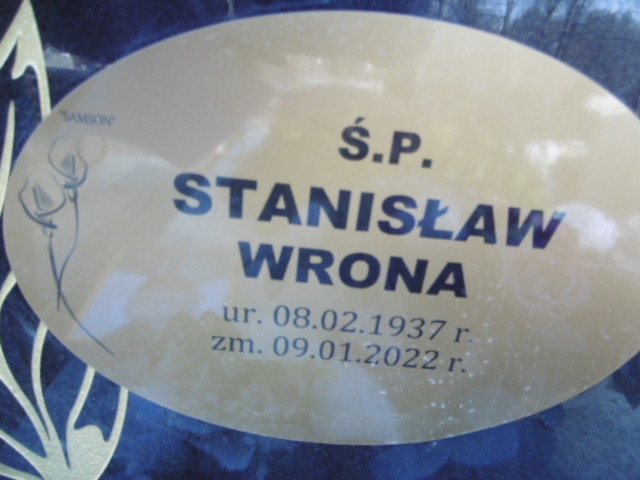 "SAMSON"
Ś.P.
STANISŁAW
WRONA
ur. 08.02.1937 r.
zm. 09.01.2022 r.